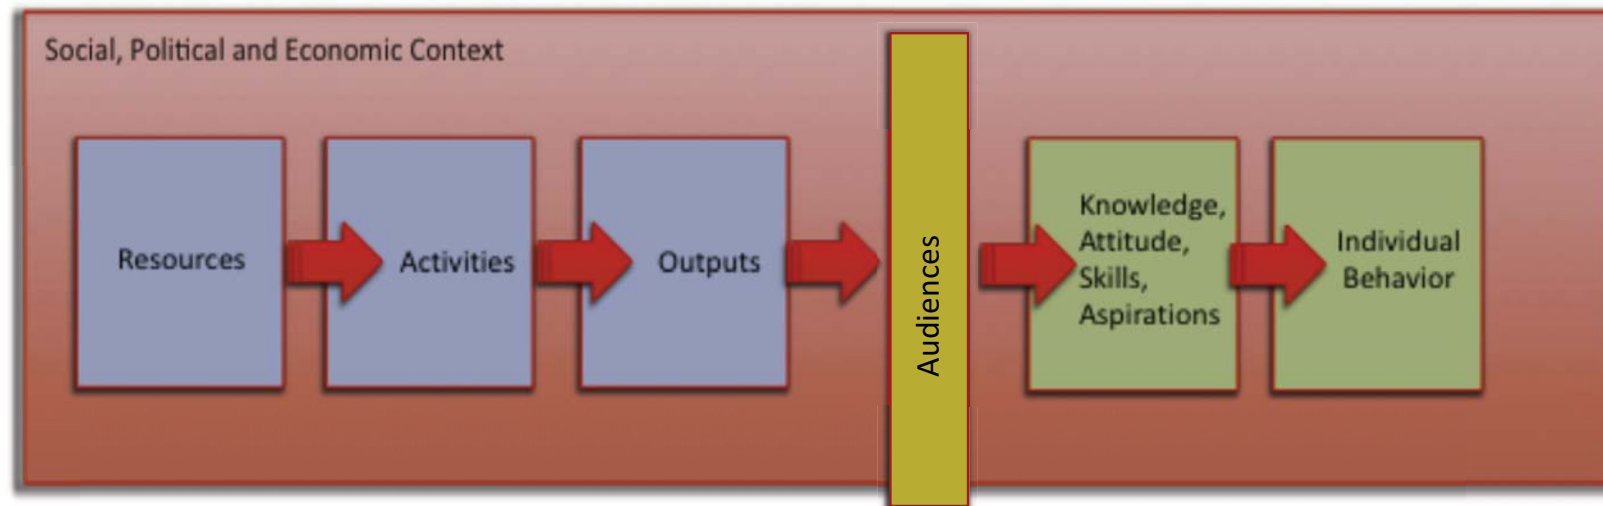 Social, Political and Economic Context
Resources
Activities
Outputs
Audiences
Knowledge,
Attitude,
Skills,
Aspirations
Individual
Behavior